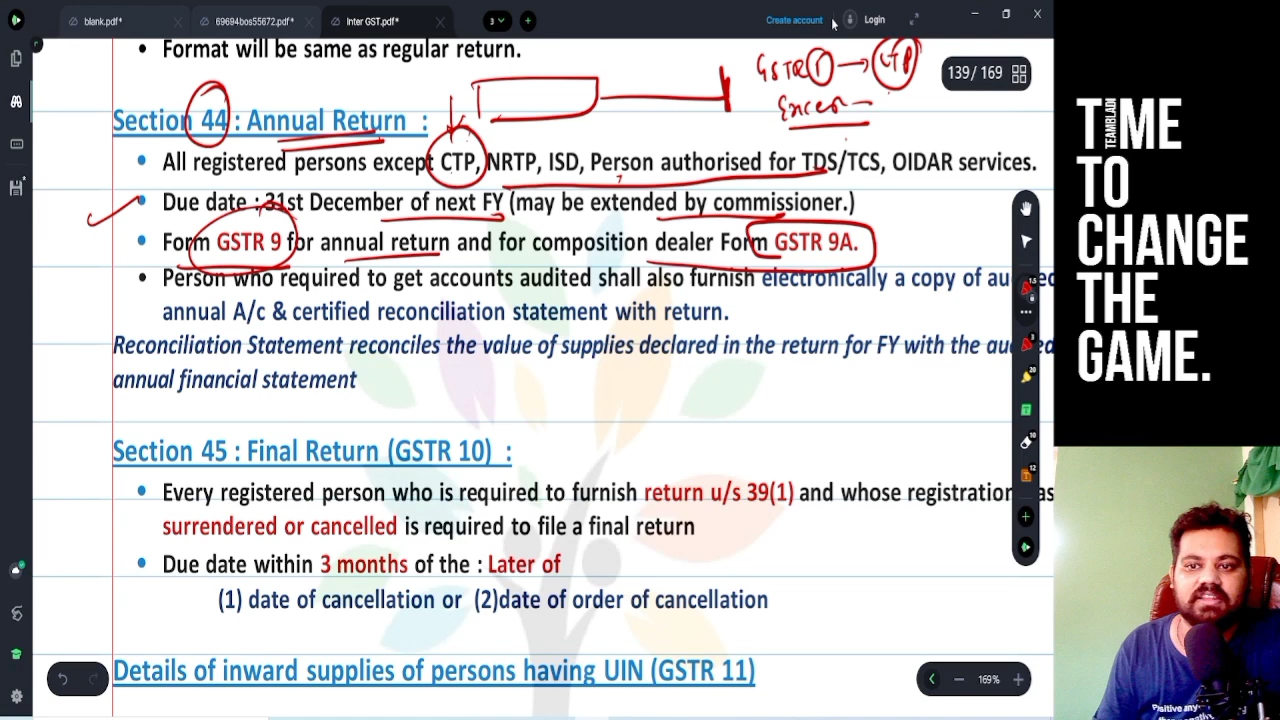 blank.pdf*
69694bos55672.pdf*
Inter GST.pdf*
3
Create account
Login
Format will be same as regular return.
GSTR 1 → CTP
139/ 169
Section 44 : Annual Return :
All registered persons except CTP, NRTP, ISD, Person authorised for TDS/TCS, OIDAR services.
Due date : 31st December of next FY (may be extended by commissioner.)
Form GSTR 9 for annual return and for composition dealer Form GSTR 9A.
Person who required to get accounts audited shall also furnish electronically a copy of
annual A/c & certified reconciliation statement with return.
Reconciliation Statement reconciles the value of supplies declared in the return for FY with the
annual financial statement
Section 45 : Final Return (GSTR 10) :
Every registered person who is required to furnish return u/s 39(1) and whose registration
surrendered or cancelled is required to file a final return
Due date within 3 months of the : Later of
(1) date of cancellation or (2)date of order of cancellation
Details of inward supplies of persons having UIN (GSTR 11)
169%
TIME
TEAMBLADI
TO
CHANGE
THE
GAME.
Positive any